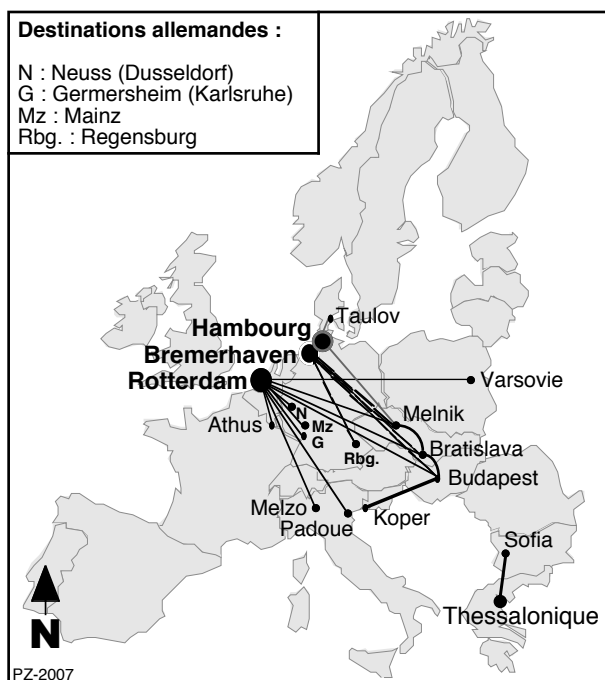 Destinations allemandes :
N : Neuss (Dusseldorf)
G : Germersheim (Karlsruhe)
Mz : Mainz
Rbg. : Regensburg
Taulov
Hambourg
Bremerhaven
Rotterdam
Varsovie
N
Melnik
Athus
Mz
G
Rbg.
Bratislava
Budapest
Melzo
Padoue
Koper
Sofia
Thessalonique
N
PZ-2007